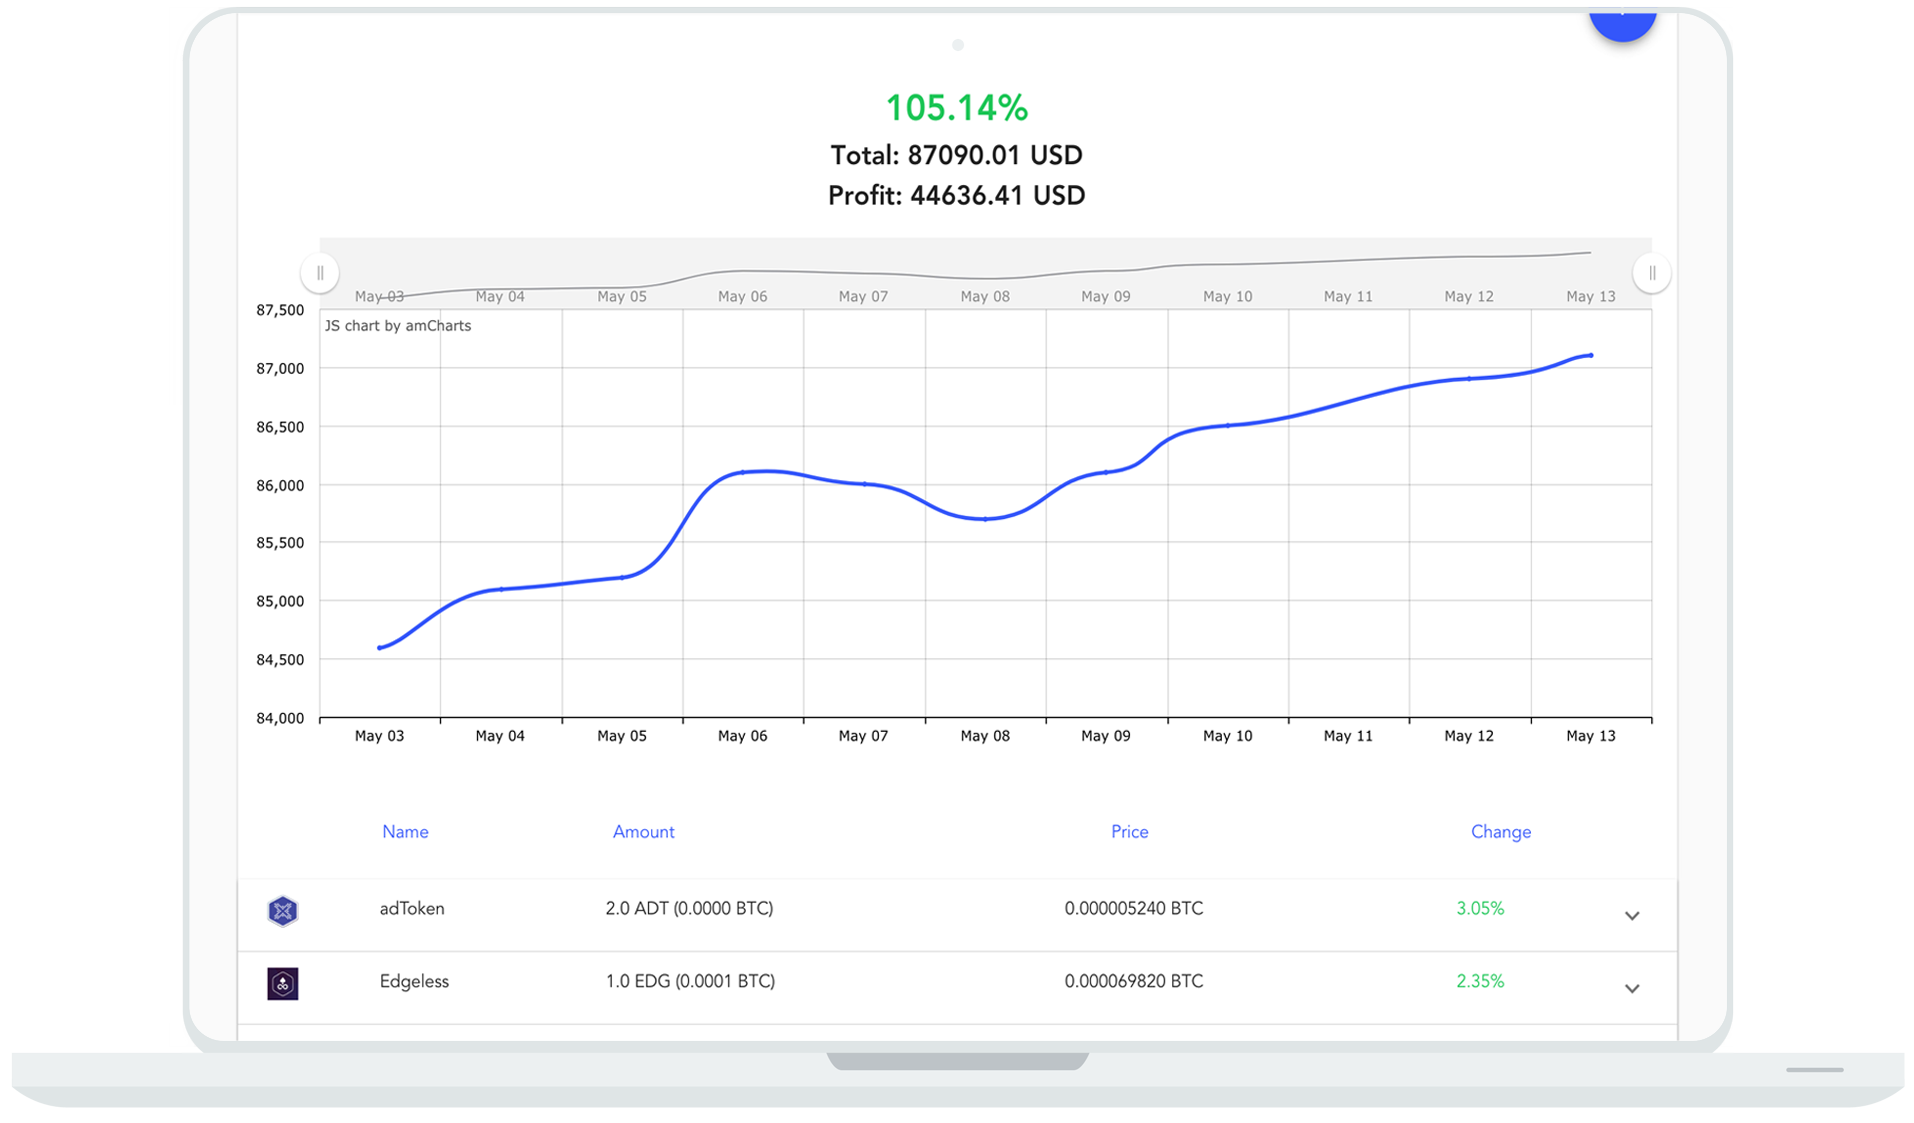 105.14%
Total: 87090.01 USD
Profit: 44636.41 USD
May 03 May 04 May 05 May 06 May 07 May 08 May 09 May 10 May 11 May 12 May 13
87,500
JS chart by amCharts
87,000
86,500
86,000
85,500
85,000
84,500
84,000
May 03 May 04 May 05 May 06 May 07 May 08 May 09 May 10 May 11 May 12 May 13
Name Amount Price Change
adToken 2.0 ADT (0.0000 BTC) 0.000005240 BTC 3.05%
Edgeless 1.0 EDG (0.0001 BTC) 0.000069820 BTC 2.35%